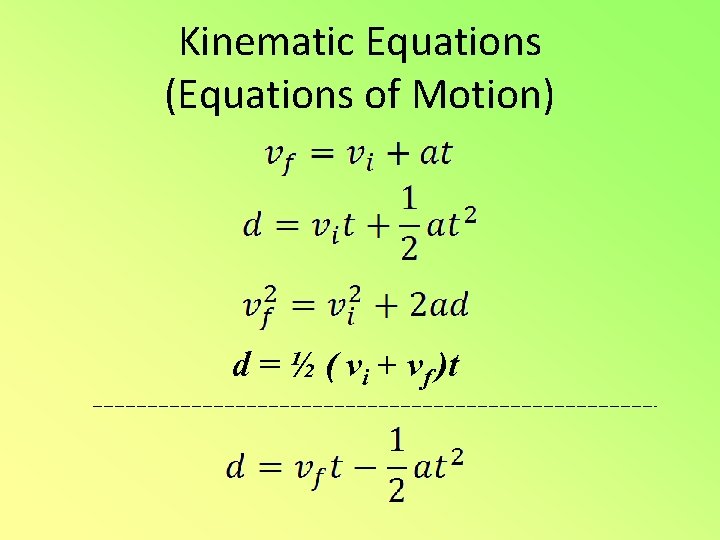 Kinematic Equations
(Equations of Motion)
v_f = v_i + at
d = v_i t + \frac{1}{2} at^2
v_f^2 = v_i^2 + 2ad
d = ½ ( v_i + v_f )t
d = v_f t − \frac{1}{2} at^2